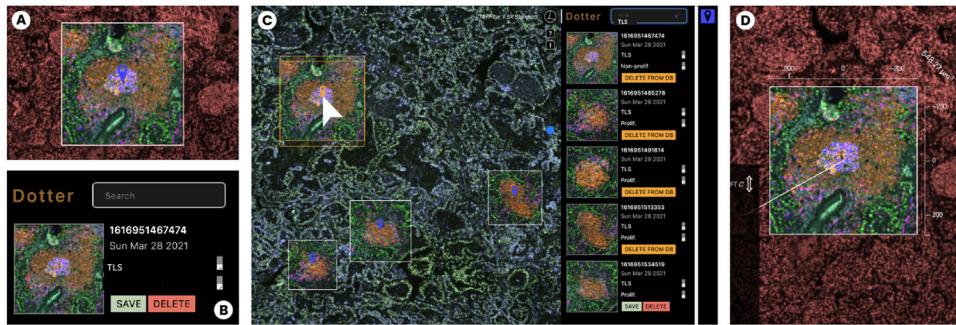 A
Dotter
Search
1616951467474
Sun Mar 28 2021
TLS
SAVE
DELETE
B
C
Dotter
TLS
1616951467474
Sun Mar 28 2021
TLS
Non-prolif
DELETE FROM DB
1616951485278
Sun Mar 28 2021
TLS
Prolif.
DELETE FROM DB
1616951491814
Sun Mar 28 2021
TLS
Prolif.
DELETE FROM DB
1616951513353
Sun Mar 28 2021
TLS
Prolif.
DELETE FROM DB
1616951534519
Sun Mar 28 2021
TLS
Prolif.
SAVE
DELETE
D
200
0
-200
0
200